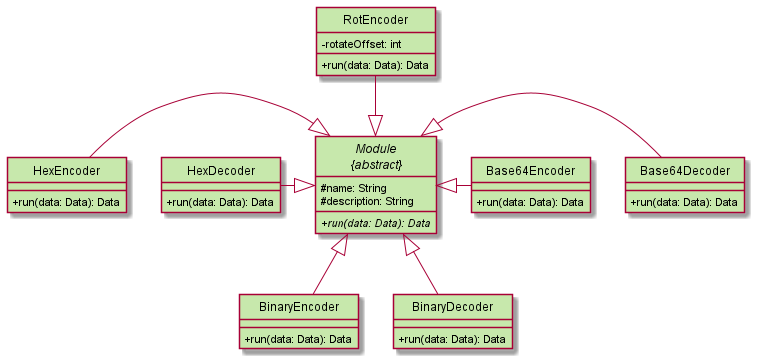 RotEncoder
-rotateOffset: int
+run(data: Data): Data
Module
{abstract}
#name: String
#description: String
+run(data: Data): Data
HexEncoder
+run(data: Data): Data
HexDecoder
+run(data: Data): Data
Base64Encoder
+run(data: Data): Data
Base64Decoder
+run(data: Data): Data
BinaryEncoder
+run(data: Data): Data
BinaryDecoder
+run(data: Data): Data